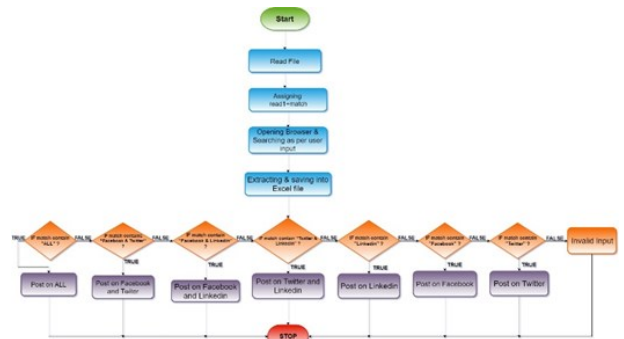 Start
Read File
Assigning
read1=match
Opening Browser &
Searching as per user
input
Extracting & saving into
Excel file
TRUE
IF match contain
"ALL" ?
FALSE
IF match contains
"Facebook & Twitter"
?
FALSE
IF match contain
"Facebook & Linkedin"
?
FALSE
IF match contain "Twitter &
Linkedin" ?
FALSE
IF match contain
"Linkedin" ?
FALSE
IF match contain
"Facebook" ?
FALSE
IF match contain
"Twitter" ?
FALSE
Invalid Input
TRUE
TRUE
TRUE
TRUE
TRUE
TRUE
Post on ALL
Post on Facebook
and Twiter
Post on Facebook
and Linkedin
Post on Twitter and
Linkedin
Post on Linkedin
Post on Facebook
Post on Twitter
STOP